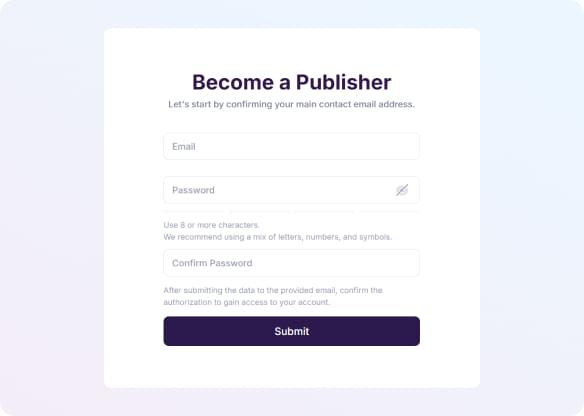 Become a Publisher
Let's start by confirming your main contact email address.
Email
Password
Use 8 or more characters.
We recommend using a mix of letters, numbers, and symbols.
Confirm Password
After submitting the data to the provided email, confirm the
authorization to gain access to your account.
Submit